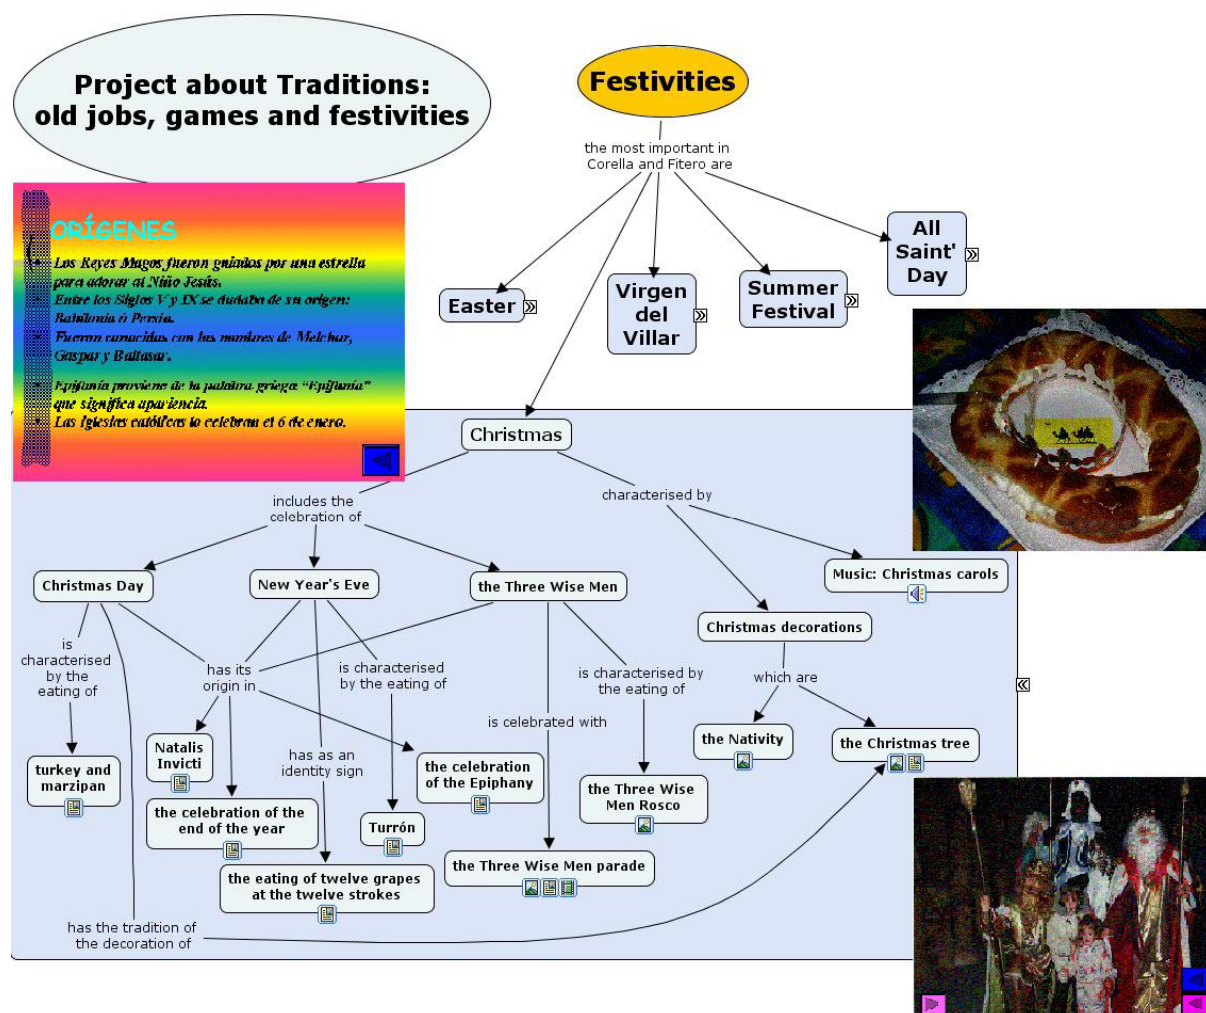 Project about Traditions:
old jobs, games and festivities
Festivities
the most important in
Corella and Fitero are
ORÍGENES
Los Reyes Magos fueron guiados por una estrella
para adorar al Niño Jesús.
Entre los Siglos V y IX se dudaba de su origen:
Babilonia ó Persia.
Fueron conocidas con los nombres de Melchor,
Gaspar y Baltasar.
Epifanía proviene de la palabra griega "Epifanía"
que significa apariencia.
Las Iglesias católicas lo celebran el 6 de enero.
Easter
Virgen
del
Villar
Summer
Festival
All
Saint'
Day
Christmas
includes the
celebration of
characterised by
Christmas Day
New Year's Eve
the Three Wise Men
Music: Christmas carols
Christmas decorations
is
characterised
by the
eating of
has its
origin in
is characterised
by the eating of
is characterised by
the eating of
which are
is celebrated with
has as an
identity sign
the Nativity
the Christmas tree
Natalis
Invicti
turkey and
marzipan
the celebration
of the Epiphany
the Three Wise
Men Rosco
the celebration of the
end of the year
Turrón
the Three Wise Men parade
the eating of twelve grapes
at the twelve strokes
has the tradition of
the decoration of